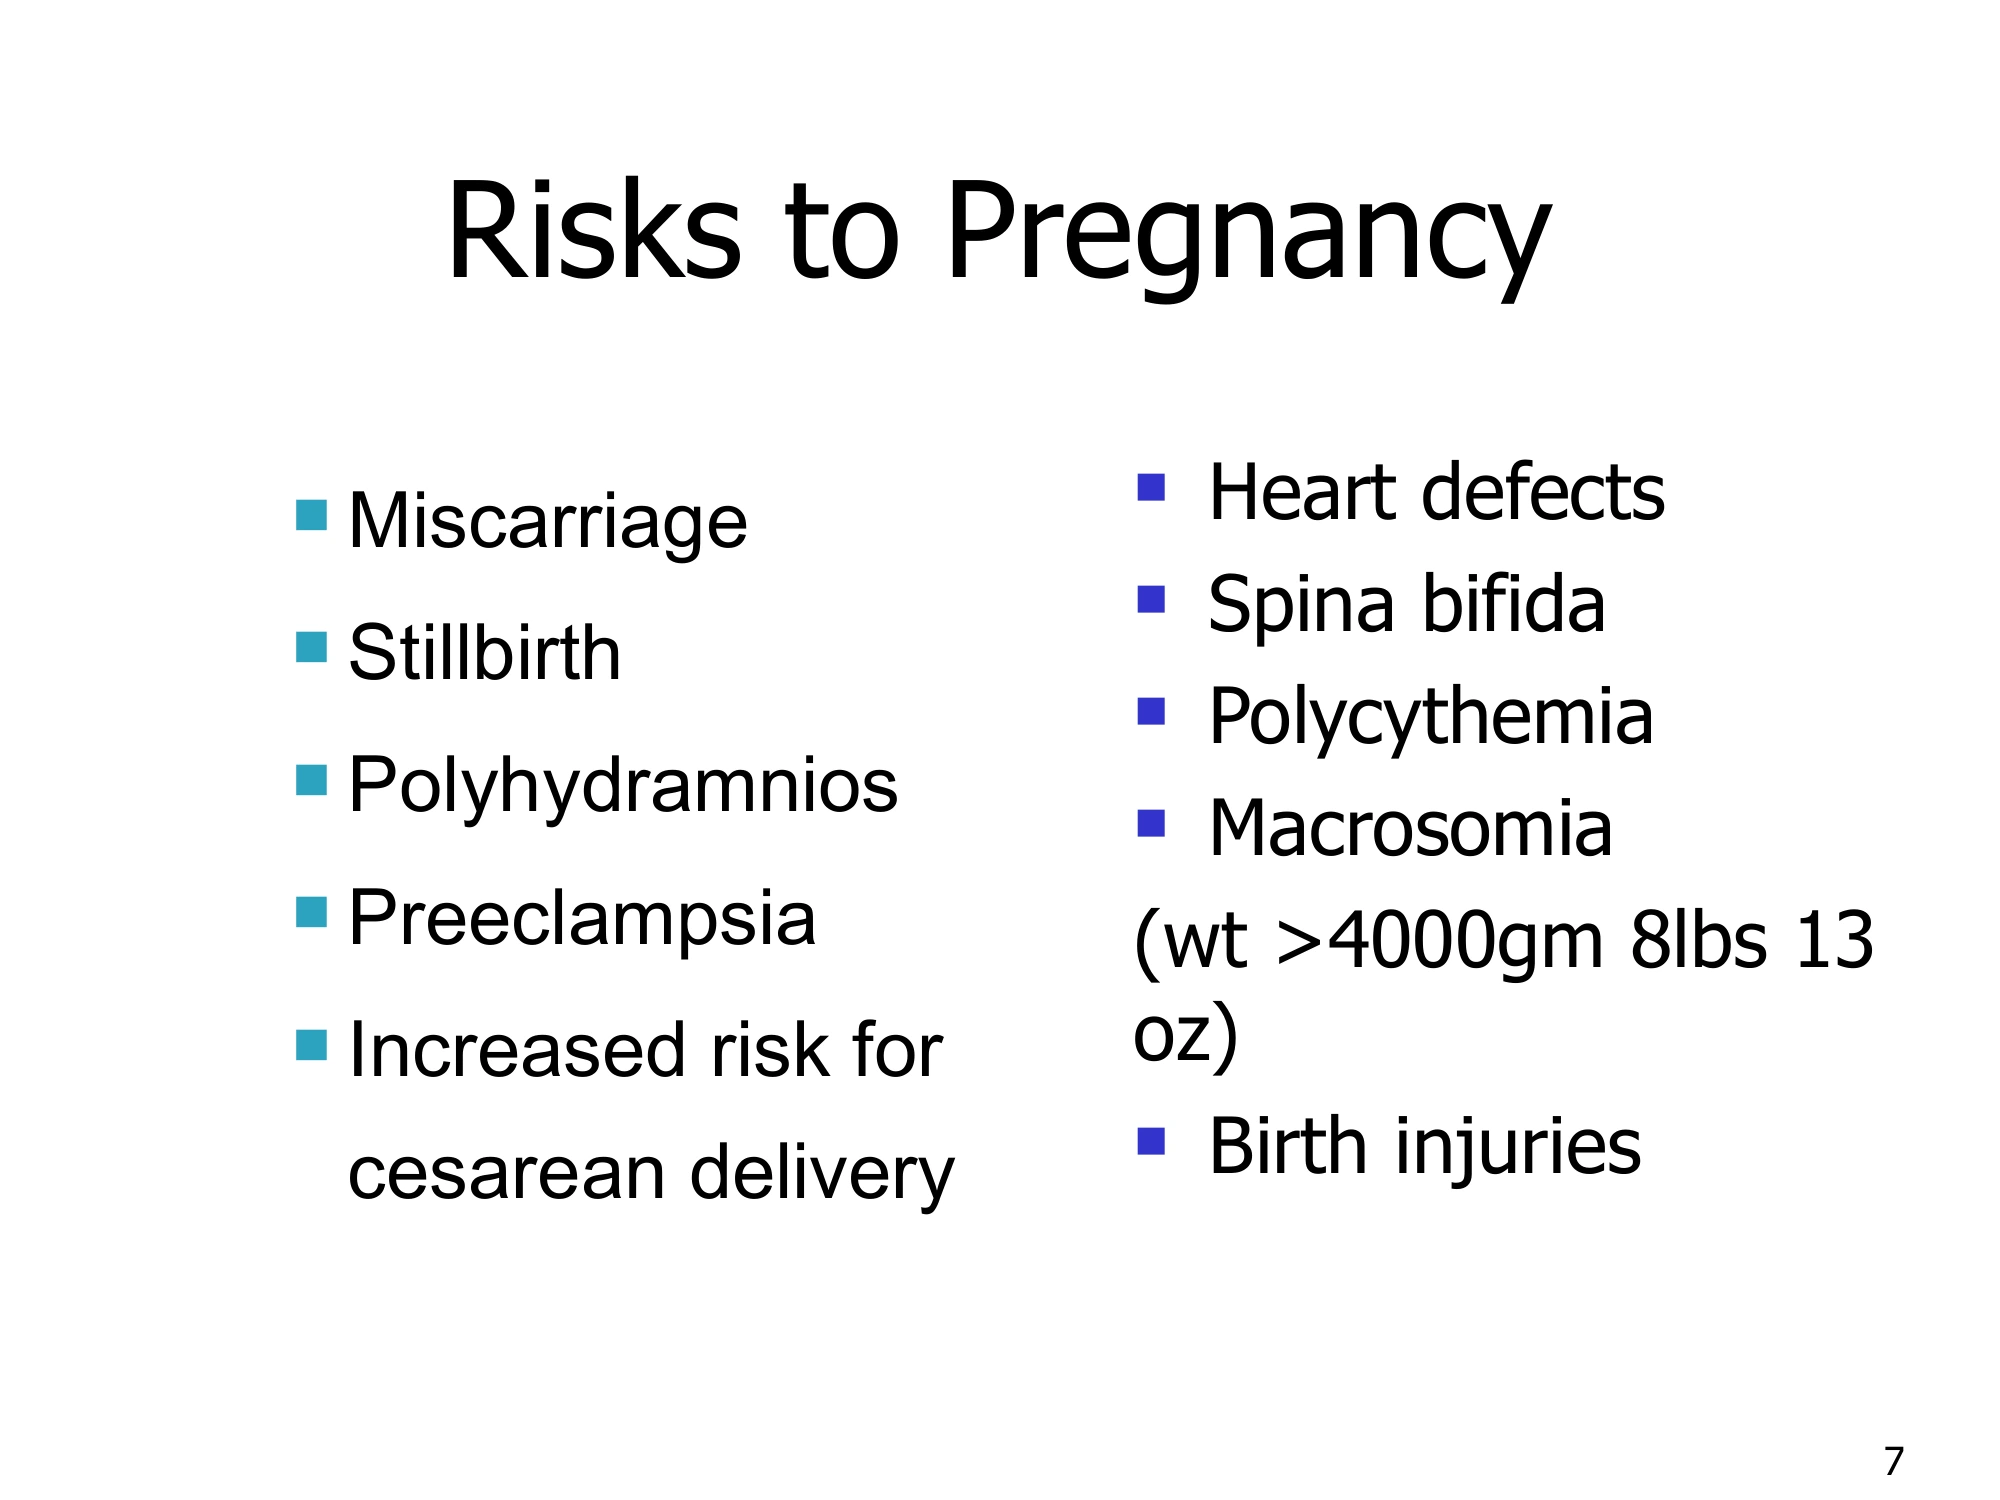 Risks to Pregnancy
Miscarriage
Stillbirth
Polyhydramnios
Preeclampsia
Increased risk for
cesarean delivery
Heart defects
Spina bifida
Polycythemia
Macrosomia
(wt >4000gm 8lbs 13
oz)
Birth injuries
7